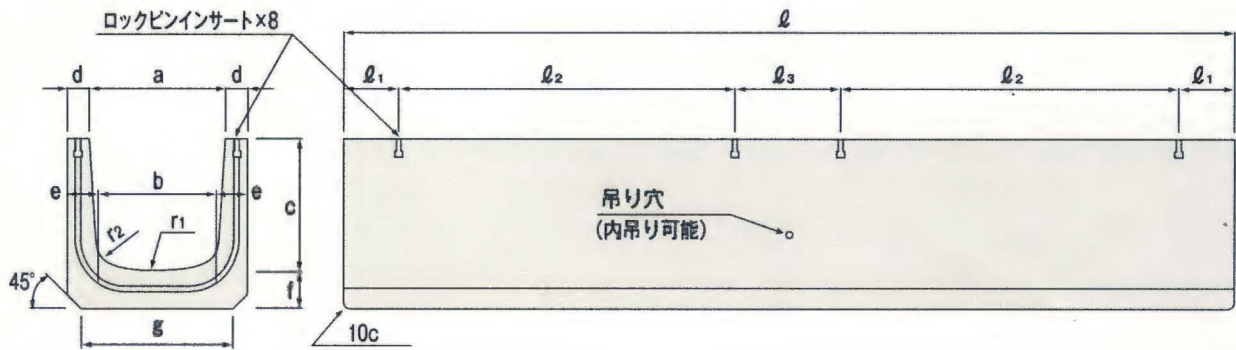 ロックピンインサート×8
d a d
e b e
c
r2 r1
45°
f
g
10c
ℓ
ℓ1 ℓ2 ℓ3 ℓ2 ℓ1
吊り穴
(内吊り可能)